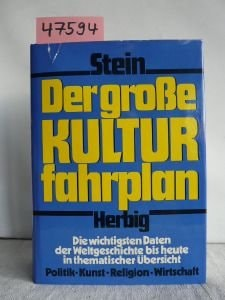 47594
Stein
Der große
KULTUR
fahrplan
Herbig
Die wichtigsten Daten
der Weltgeschichte bis heute
in thematischer Übersicht
Politik·Kunst·Religion·Wirtschaft